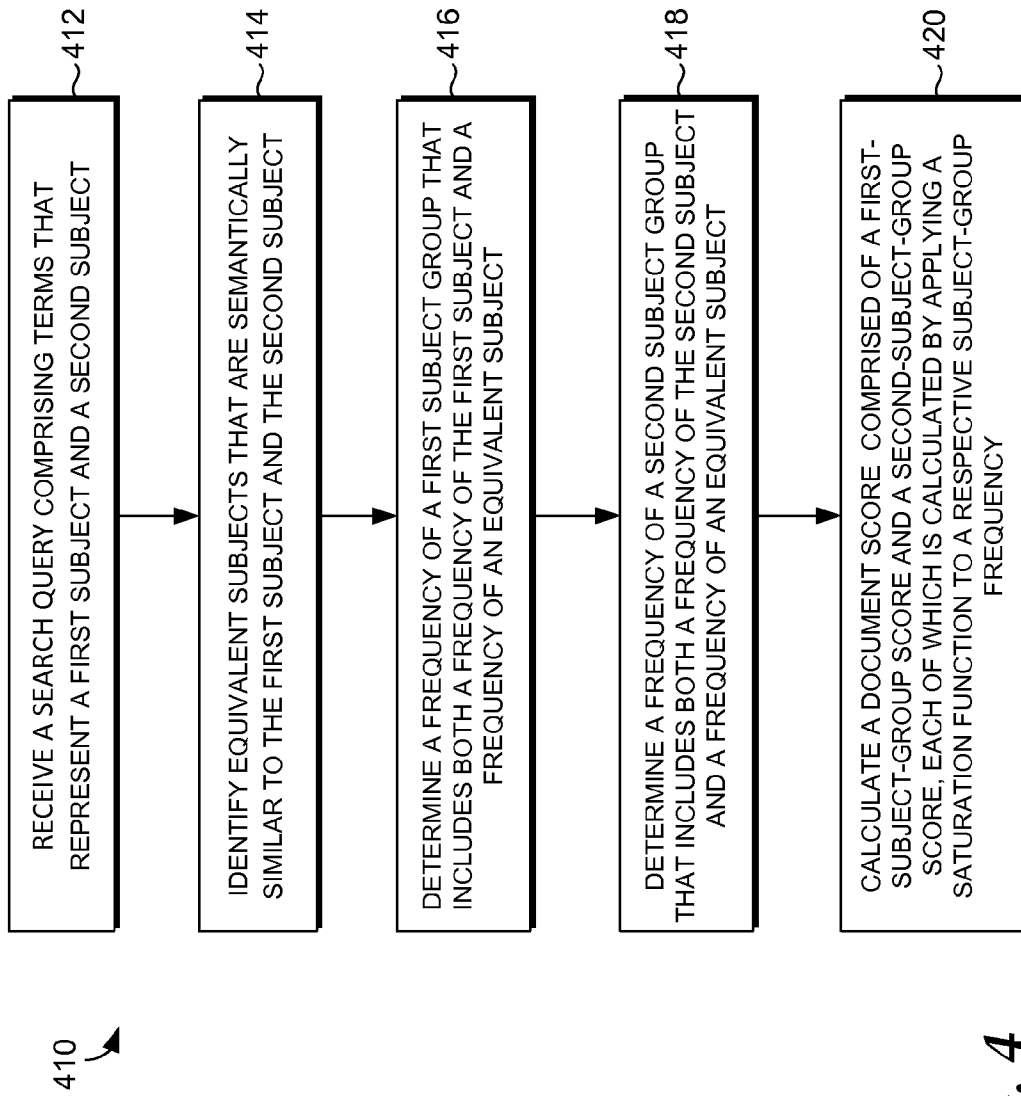 410
RECEIVE A SEARCH QUERY COMPRISING TERMS THAT
REPRESENT A FIRST SUBJECT AND A SECOND SUBJECT
412
IDENTIFY EQUIVALENT SUBJECTS THAT ARE SEMANTICALLY
SIMILAR TO THE FIRST SUBJECT AND THE SECOND SUBJECT
414
DETERMINE A FREQUENCY OF A FIRST SUBJECT GROUP THAT
INCLUDES BOTH A FREQUENCY OF THE FIRST SUBJECT AND A
FREQUENCY OF AN EQUIVALENT SUBJECT
416
DETERMINE A FREQUENCY OF A SECOND SUBJECT GROUP
THAT INCLUDES BOTH A FREQUENCY OF THE SECOND SUBJECT
AND A FREQUENCY OF AN EQUIVALENT SUBJECT
418
CALCULATE A DOCUMENT SCORE COMPRISED OF A FIRST-
SUBJECT-GROUP SCORE AND A SECOND-SUBJECT-GROUP
SCORE, EACH OF WHICH IS CALCULATED BY APPLYING A
SATURATION FUNCTION TO A RESPECTIVE SUBJECT-GROUP
FREQUENCY
420
. 4